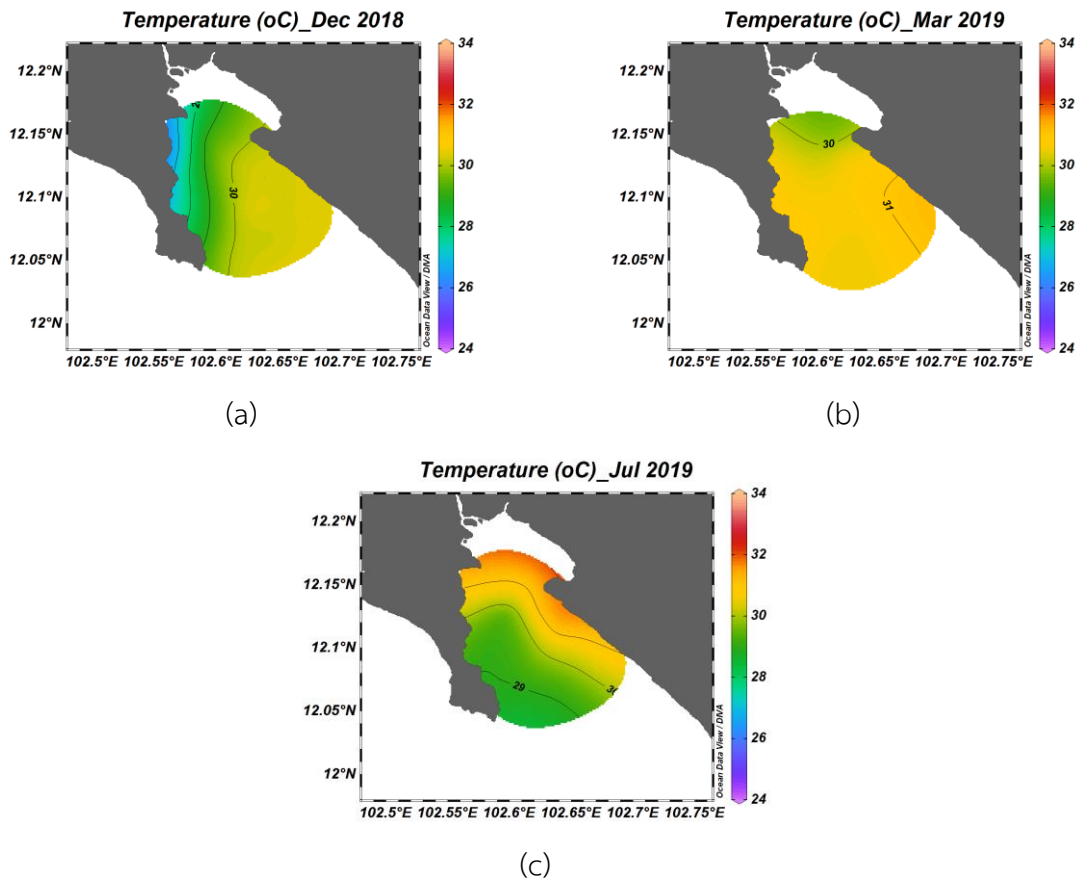 Temperature (oC)_Dec 2018
12.2°N
12.15°N
12.1°N
12.05°N
12°N
102.5°E 102.55°E 102.6°E 102.65°E 102.7°E 102.75°E
30
34
32
30
28
26
24
Ocean Data View / DIVA
(a)
Temperature (oC)_Mar 2019
12.2°N
12.15°N
12.1°N
12.05°N
12°N
102.5°E 102.55°E 102.6°E 102.65°E 102.7°E 102.75°E
30
31
34
32
30
28
26
24
Ocean Data View / DIVA
(b)
Temperature (oC)_Jul 2019
12.2°N
12.15°N
12.1°N
12.05°N
12°N
102.5°E 102.55°E 102.6°E 102.65°E 102.7°E 102.75°E
29
34
32
30
28
26
24
Ocean Data View / DIVA
(c)